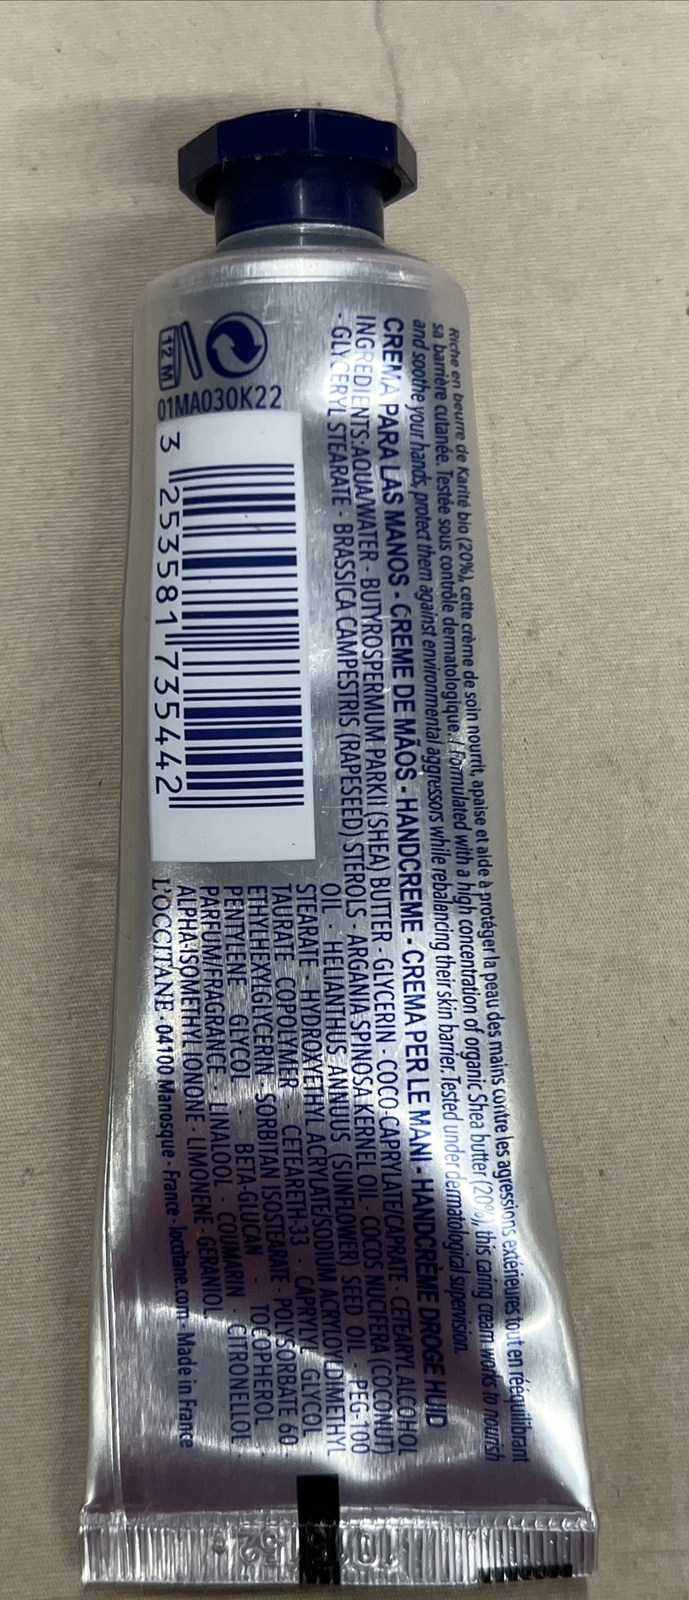 Riche en beurre de Karité bio (20%), cette crème de soin nourrit, apaise et aide à protéger la peau des mains contre les agressions extérieures tout en rééquilibrant
sa barrière cutanée. Testée sous contrôle dermatologique. / Formulated with a high concentration of organic Shea butter (20%), this caring cream works to nourish
and soothe your hands, protect them against environmental aggressors while rebalancing their skin barrier. Tested under dermatological supervision.
CREMA PARA LAS MANOS · CREME DE MÃOS · HANDCREME · CREMA PER LE MANI · HANDCRÈME DROGE HUID
INGREDIENTS:AQUA/WATER · BUTYROSPERMUM PARKII (SHEA) BUTTER · GLYCERIN · COCO-CAPRYLATE/CAPRATE · CETEARYL ALCOHOL
· GLYCERYL STEARATE · BRASSICA CAMPESTRIS (RAPESEED) STEROLS · ARGANIA SPINOSA KERNEL OIL · COCOS NUCIFERA (COCONUT)
OIL · HELIANTHUS ANNUUS (SUNFLOWER) SEED OIL · PEG-100
STEARATE · HYDROXYETHYL ACRYLATE/SODIUM ACRYLOYLDIMETHYL
TAURATE COPOLYMER · CETEARETH-33 · CAPRYLYL GLYCOL
ETHYLHEXYLGLYCERIN · SORBITAN ISOSTEARATE · POLYSORBATE 60 ·
PENTYLENE GLYCOL · BETA-GLUCAN · TOCOPHEROL ·
PARFUM/FRAGRANCE · LINALOOL · COUMARIN · CITRONELLOL ·
ALPHA-ISOMETHYL IONONE · LIMONENE · GERANIOL
L'OCCITANE · 04100 Manosque - France · loccitane.com · Made in France
12 M
01MA030K22
3 253581 735442